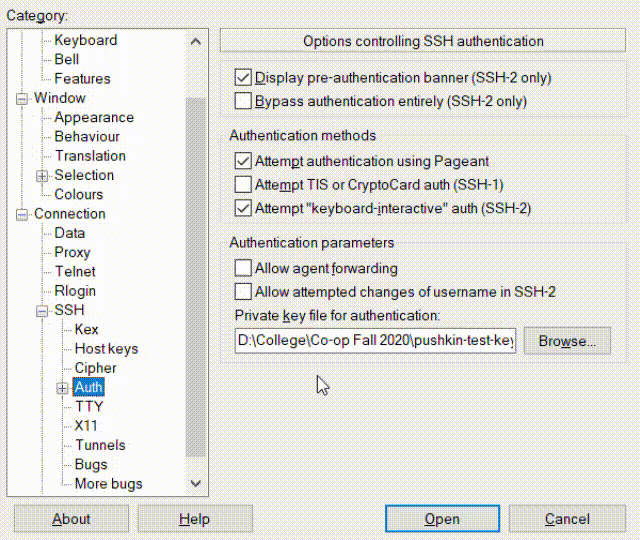 Category:
Keyboard
Bell
Features
Window
Appearance
Behaviour
Translation
Selection
Colours
Connection
Data
Proxy
Telnet
Rlogin
SSH
Kex
Host keys
Cipher
Auth
TTY
X11
Tunnels
Bugs
More bugs
Options controlling SSH authentication
Display pre-authentication banner (SSH-2 only)
Bypass authentication entirely (SSH-2 only)
Authentication methods
Attempt authentication using Pageant
Attempt TIS or CryptoCard auth (SSH-1)
Attempt "keyboard-interactive" auth (SSH-2)
Authentication parameters
Allow agent forwarding
Allow attempted changes of username in SSH-2
Private key file for authentication:
D:\College\Co-op Fall 2020\pushkin-test-key Browse...
About Help Open Cancel